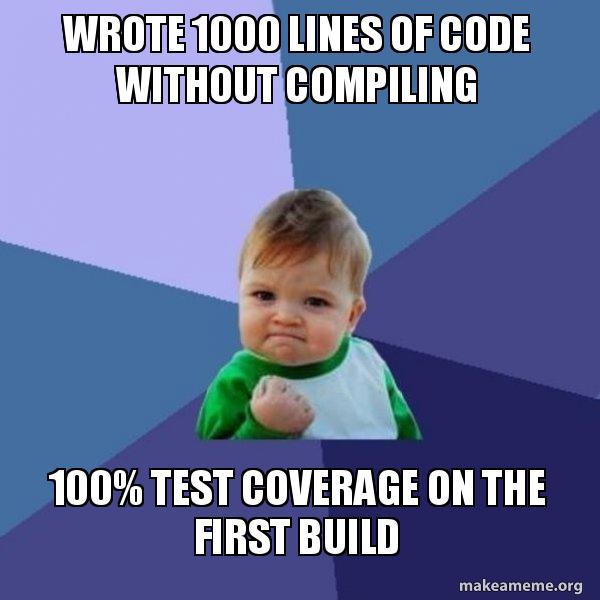 WROTE 1000 LINES OF CODE
WITHOUT COMPILING
100% TEST COVERAGE ON THE
FIRST BUILD
makeameme.org